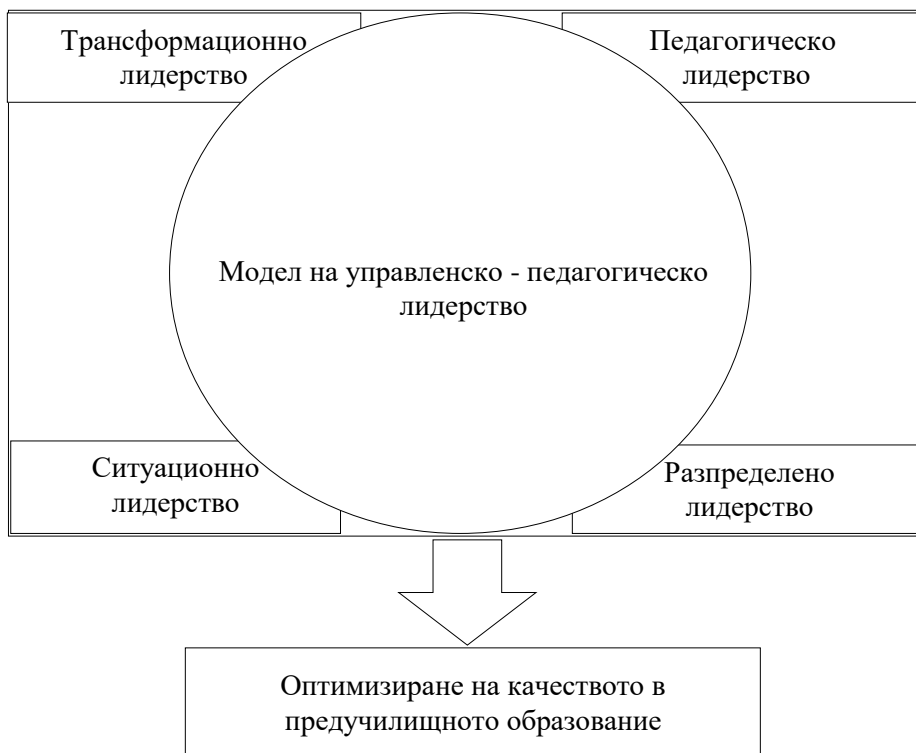 Трансформационно
лидерство
Педагогическо
лидерство
Модел на управленско - педагогическо
лидерство
Ситуационно
лидерство
Разпределено
лидерство
Оптимизиране на качеството в
предучилищното образование